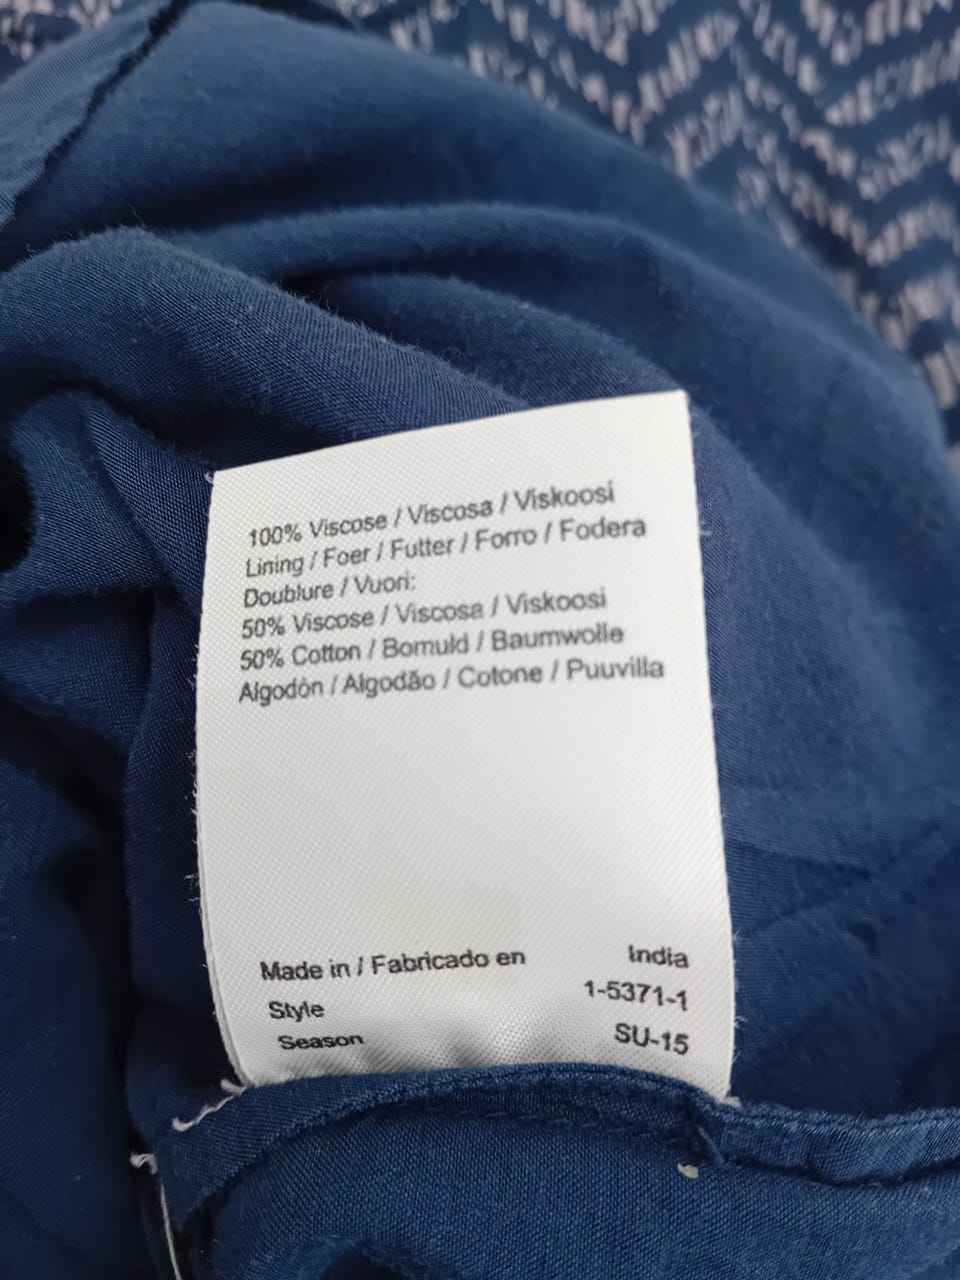 100% Viscose / Viscosa / Viskoosi
Lining / Foer / Futter / Forro / Fodera
Doublure / Vuori:
50% Viscose / Viscosa / Viskoosi
50% Cotton / Bomuld / Baumwolle
Algodón / Algodão / Cotone / Puuvilla
Made in / Fabricado en India
Style 1-5371-1
Season SU-15